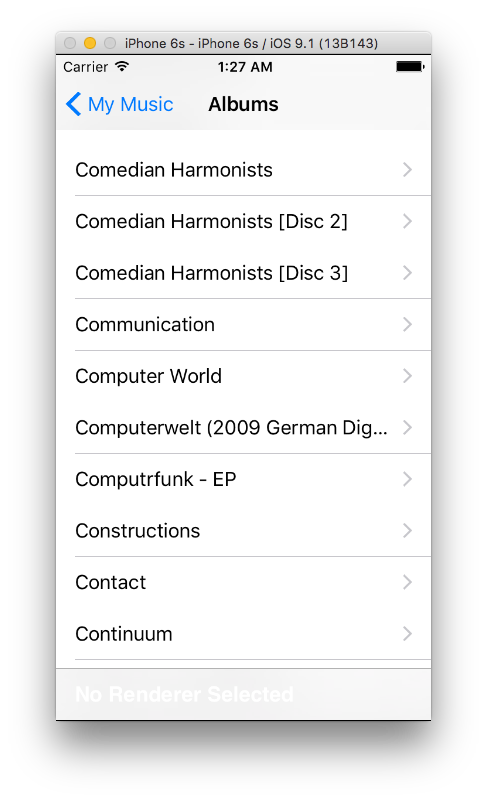 iPhone 6s - iPhone 6s / iOS 9.1 (13B143)
Carrier 1:27 AM
My Music Albums
Comedian Harmonists
Comedian Harmonists [Disc 2]
Comedian Harmonists [Disc 3]
Communication
Computer World
Computerwelt (2009 German Dig...
Computrfunk - EP
Constructions
Contact
Continuum
No Renderer Selected